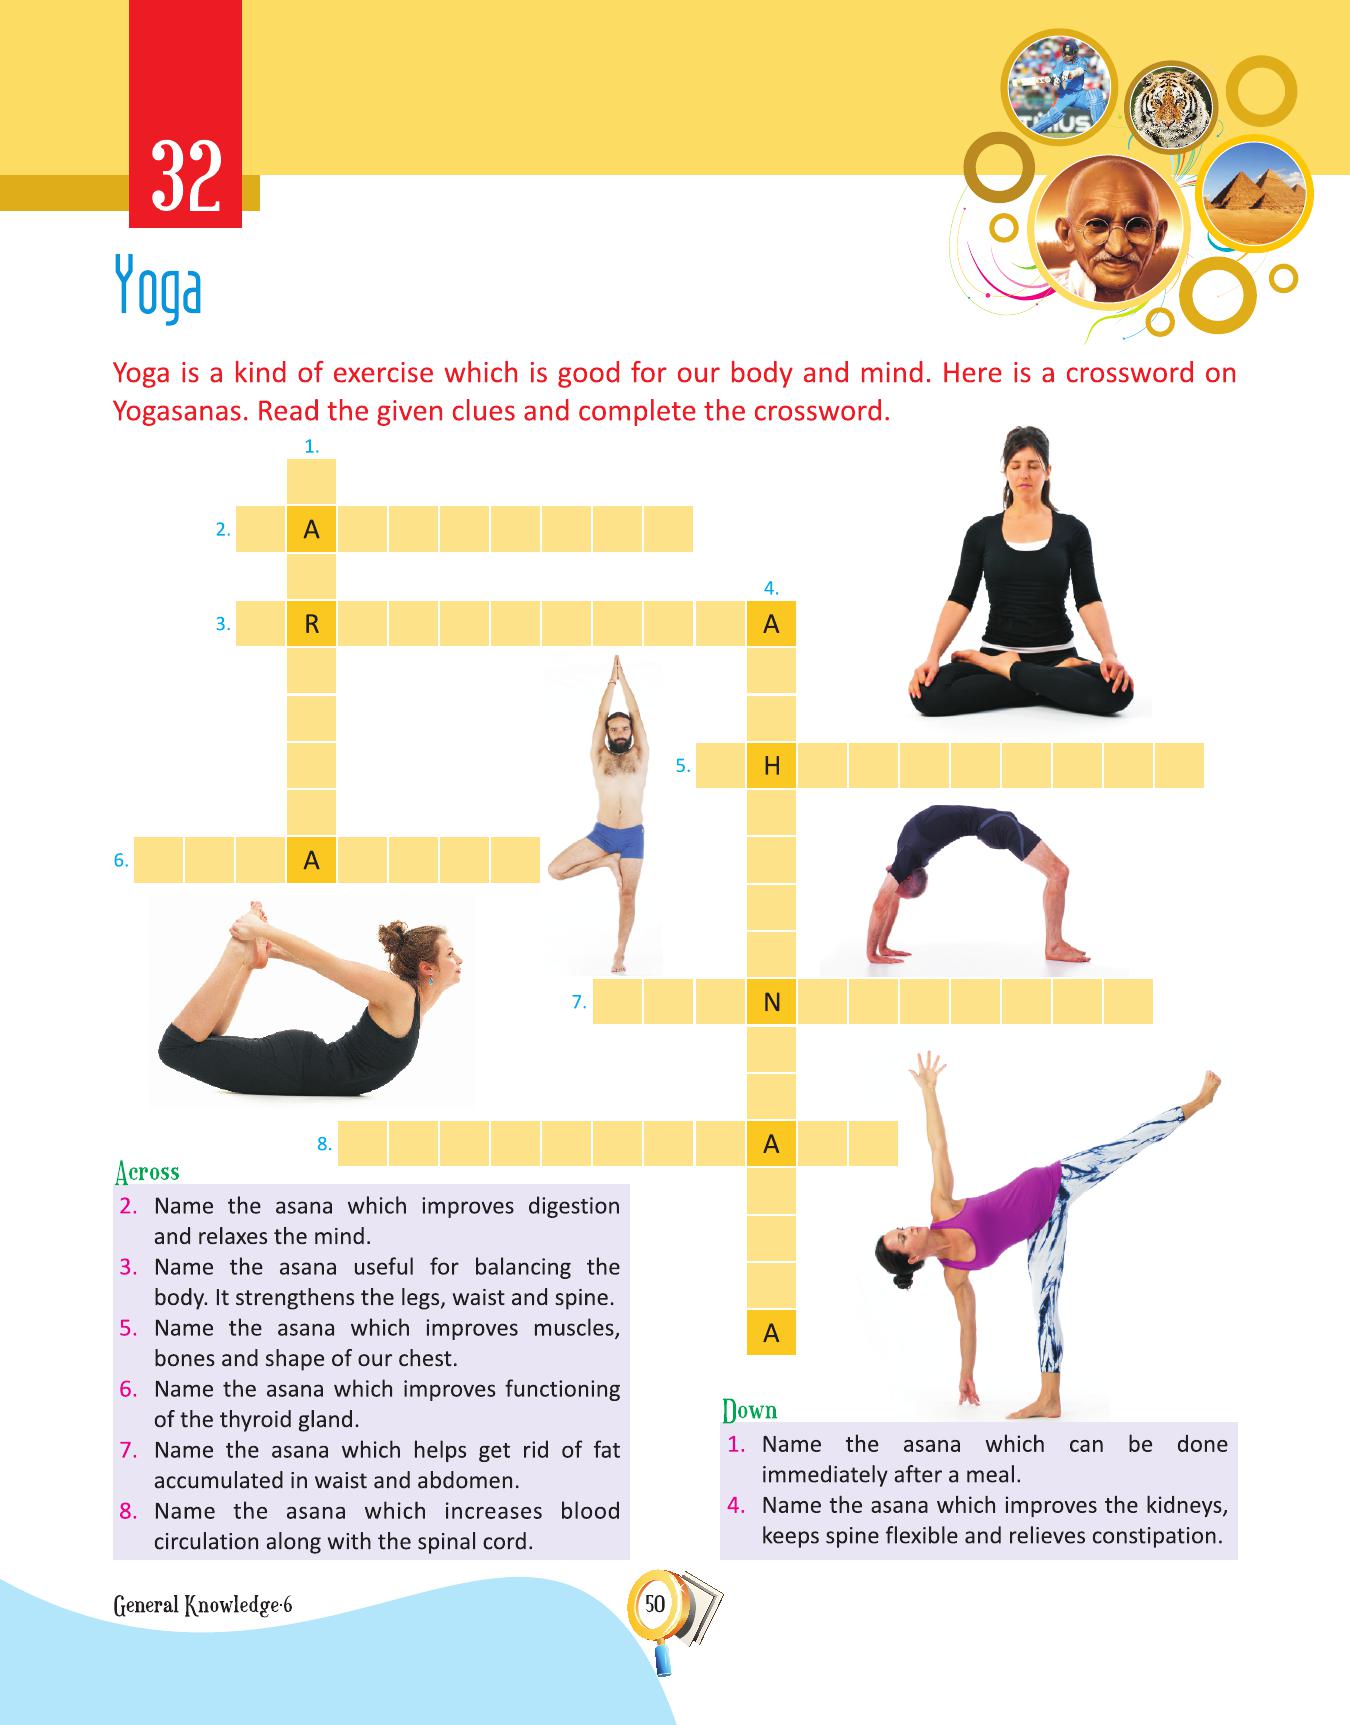 32
Yoga
Yoga is a kind of exercise which is good for our body and mind. Here is a crossword on
Yogasanas. Read the given clues and complete the crossword.
1.
2. A
4.
3. R A
5. H
6. A
7. N
8. A
A
Across
2. Name the asana which improves digestion
and relaxes the mind.
3. Name the asana useful for balancing the
body. It strengthens the legs, waist and spine.
5. Name the asana which improves muscles,
bones and shape of our chest.
6. Name the asana which improves functioning
of the thyroid gland.
7. Name the asana which helps get rid of fat
accumulated in waist and abdomen.
8. Name the asana which increases blood
circulation along with the spinal cord.
Down
1. Name the asana which can be done
immediately after a meal.
4. Name the asana which improves the kidneys,
keeps spine flexible and relieves constipation.
General Knowledge-6
50